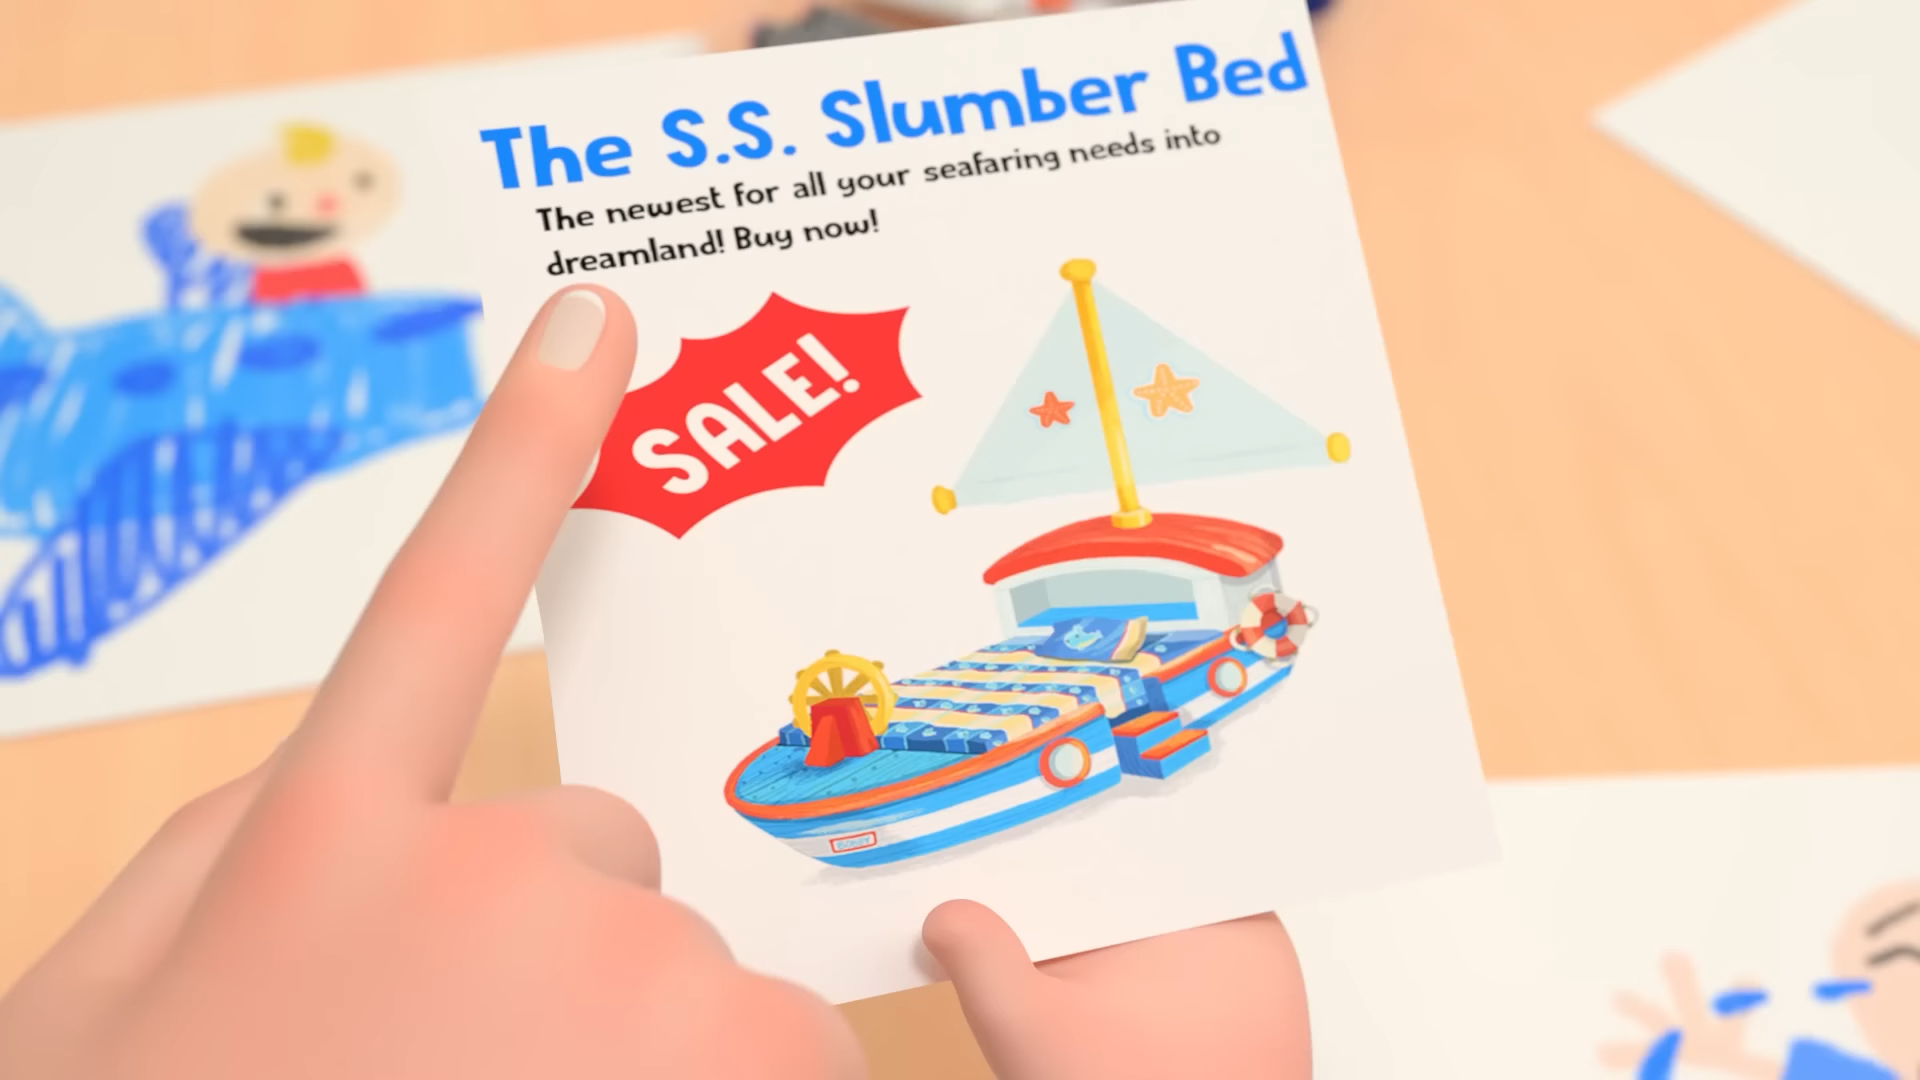 The S.S. Slumber Bed
The newest for all your seafaring needs into
dreamland! Buy now!
SALE!